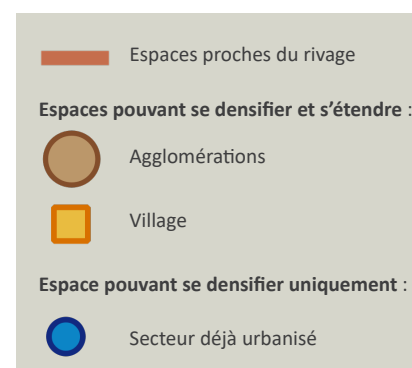 Espaces proches du rivage
Espaces pouvant se densifier et s’étendre :
Agglomérations
Village
Espace pouvant se densifier uniquement :
Secteur déjà urbanisé